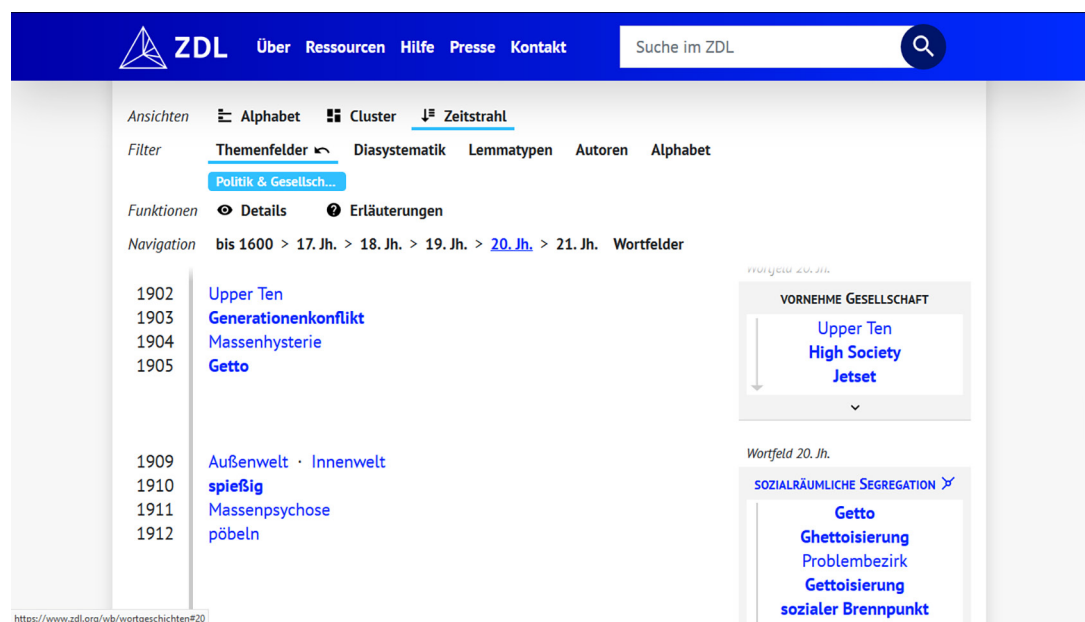 ZDL Über Ressourcen Hilfe Presse Kontakt Suche im ZDL
Ansichten Alphabet Cluster Zeitstrahl
Filter Themenfelder Diasystematik Lemmatypen Autoren Alphabet
Politik & Gesellsch...
Funktionen Details Erläuterungen
Navigation bis 1600 > 17. Jh. > 18. Jh. > 19. Jh. > 20. Jh. > 21. Jh. Wortfelder
1902 Upper Ten
1903 Generationenkonflikt
1904 Massenhysterie
1905 Getto
1909 Außenwelt · Innenwelt
1910 spießig
1911 Massenpsychose
1912 pöbeln
Wortfeld 20. Jh.
VORNEHME GESELLSCHAFT
Upper Ten
High Society
Jetset
Wortfeld 20. Jh.
SOZIALRÄUMLICHE SEGREGATION
Getto
Ghettoisierung
Problembezirk
Gettoisierung
sozialer Brennpunkt
https://www.zdl.org/wb/wortgeschichten#20